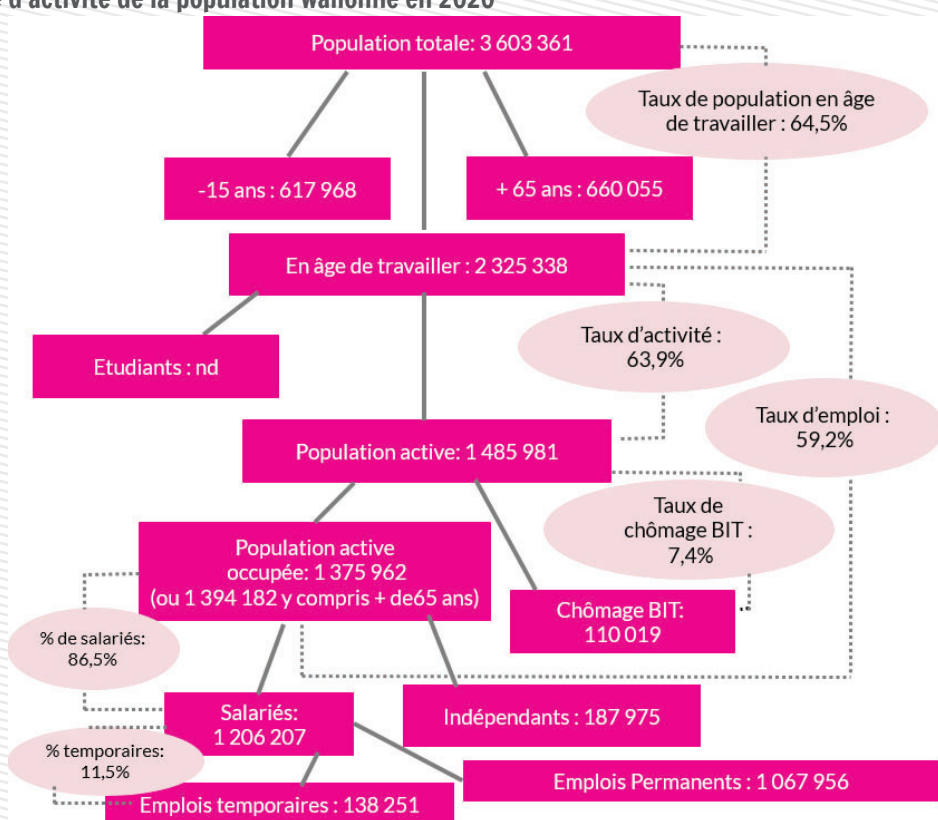 d'activité de la population wallonne en 2020
Population totale: 3 603 361
Taux de population en âge
de travailler : 64,5%
-15 ans : 617 968
+ 65 ans : 660 055
En âge de travailler : 2 325 338
Taux d'activité :
63,9%
Etudiants : nd
Taux d'emploi :
59,2%
Population active: 1 485 981
Taux de
chômage BIT :
7,4%
Population active
occupée: 1 375 962
(ou 1 394 182 y compris + de65 ans)
Chômage BIT:
110 019
% de salariés:
86,5%
Salariés:
1 206 207
Indépendants : 187 975
% temporaires:
11,5%
Emplois Permanents : 1 067 956
Emplois temporaires : 138 251